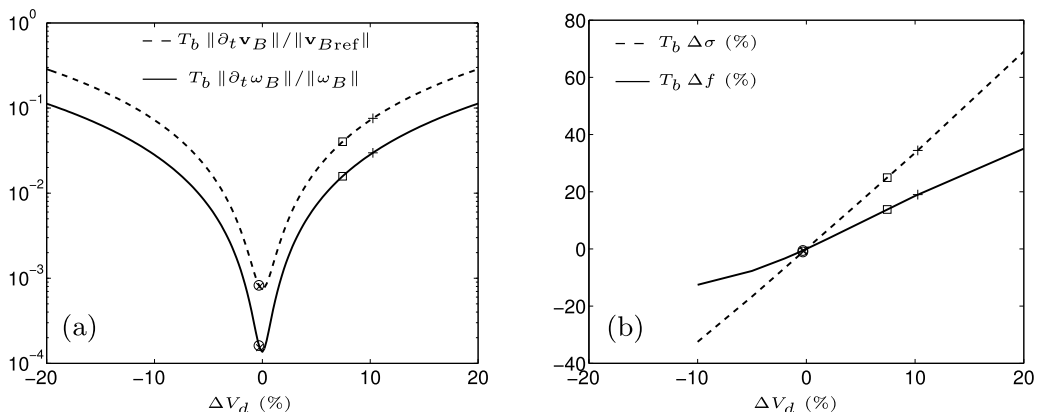 10^0
10^{-1}
10^{-2}
10^{-3}
10^{-4}
T_b ‖∂_t v_B‖/‖v_{Bref}‖
T_b ‖∂_t ω_B‖/‖ω_B‖
(a)
−20 −10 0 10 20
ΔV_d (%)
80
60
40
20
0
−20
−40
T_b Δσ (%)
T_b Δf (%)
(b)
−20 −10 0 10 20
ΔV_d (%)